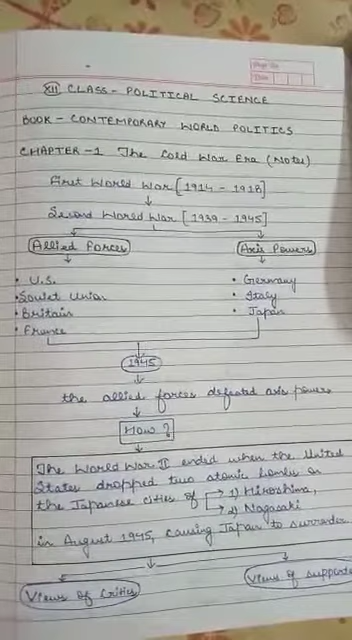 Page No.
Date
XII CLASS - POLITICAL SCIENCE
BOOK - CONTEMPORARY WORLD POLITICS
CHAPTER - 1 The Cold War Era (Notes)
First World War [1914 - 1918]
Second World War [1939 - 1945]
Allied Forces Axis Powers
• U.S. • Germany
• Soviet Union • Italy
• Britain • Japan
• France
1945
the allied forces defeated axis power
How?
The World War II ended when the United
States dropped two atomic bombs on
the Japanese cities of → 1) Hiroshima,
→ 2) Nagasaki
in August 1945, causing Japan to surrender
Views of Critics Views of